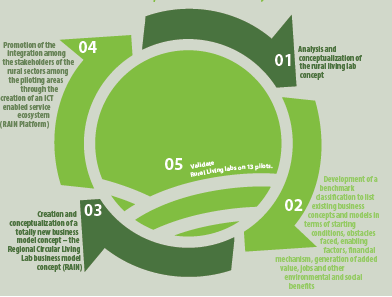 01
Analysis and
conceptualization of
the rural living lab
concept
02
Development of a
benchmark
clasification to list
existing business
concepts and models in
terms of starting
conditions, obstacles
faced, enabling
factors, financial
mechanism, generation of added
value, jobs and other
environmental and social
benefits
03
Creation and
conceptualization of a
totally new business
model concept – the
Regional Circular Living
Lab business model
concept (RAIN)
04
Promotion of the
integration among
the stakeholders of the
rural sectors among
the piloting areas
through the
creation of an ICT
enabled service
ecosystem
(RAIN Platform)
05
Validate
Rural Living labs on 13 pilots.